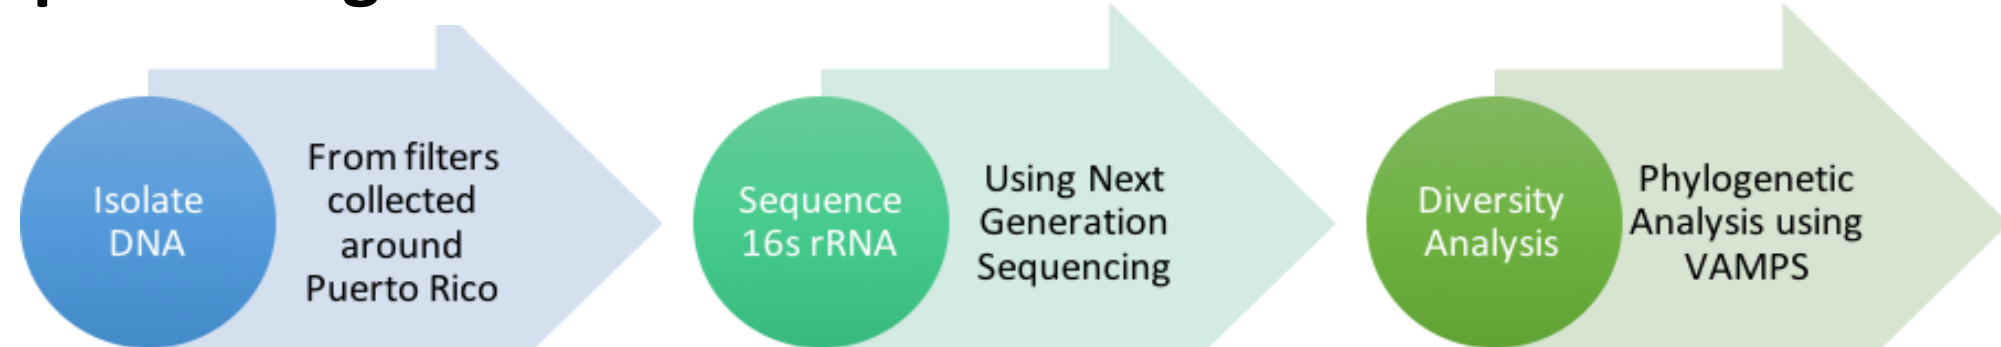 Isolate
DNA
From filters
collected
around
Puerto Rico
Sequence
16s rRNA
Using Next
Generation
Sequencing
Diversity
Analysis
Phylogenetic
Analysis using
VAMPS